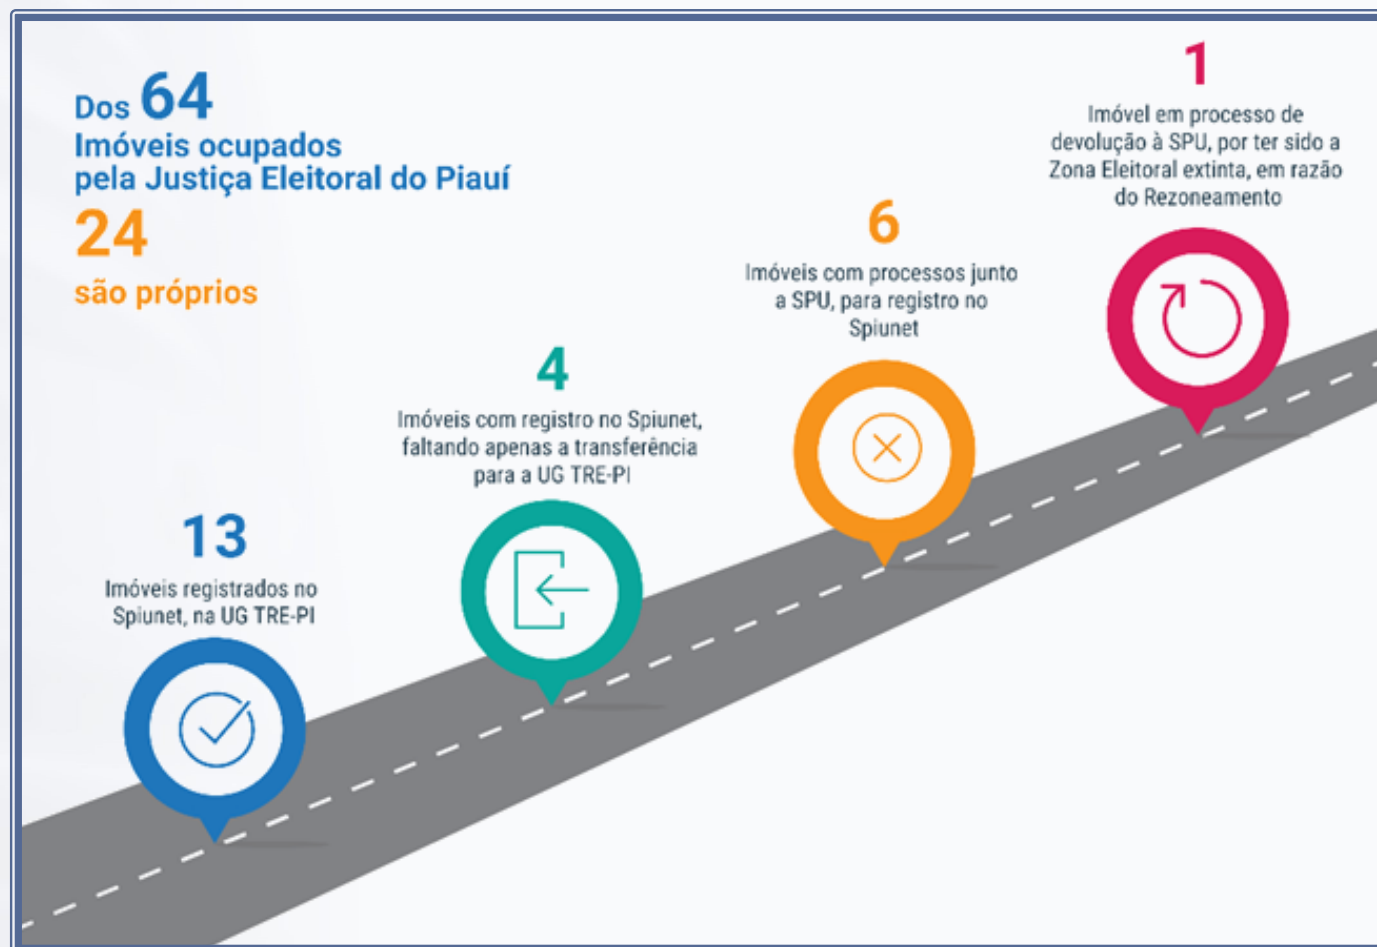 Dos 64
Imóveis ocupados
pela Justiça Eleitoral do Piauí
24
são próprios
13
Imóveis registrados no
Spiunet, na UG TRE-PI
4
Imóveis com registro no Spiunet,
faltando apenas a transferência
para a UG TRE-PI
6
Imóveis com processos junto
a SPU, para registro no
Spiunet
1
Imóvel em processo de
devolução à SPU, por ter sido a
Zona Eleitoral extinta, em razão
do Rezoneamento